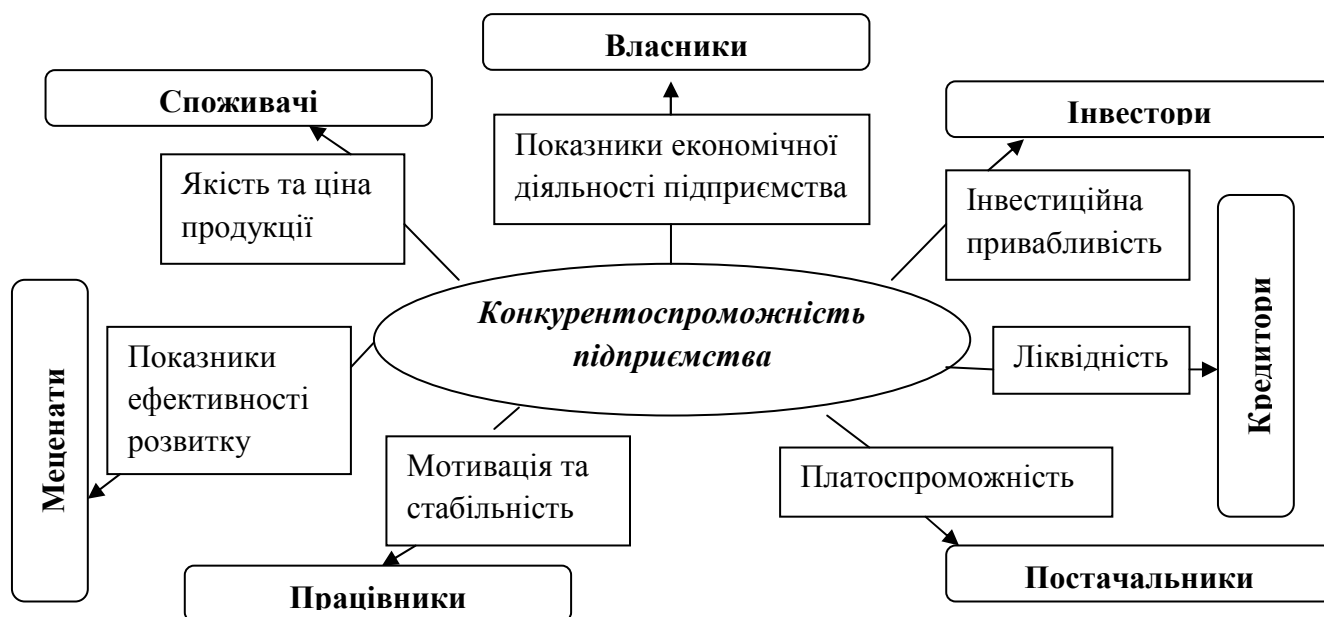 Власники
Споживачі
Інвестори
Показники економічної
діяльності підприємства
Якість та ціна
продукції
Інвестиційна
привабливість
Кредитори
Конкурентоспроможність
підприємства
Меценати
Показники
ефективності
розвитку
Ліквідність
Мотивація та
стабільність
Платоспроможність
Працівники
Постачальники